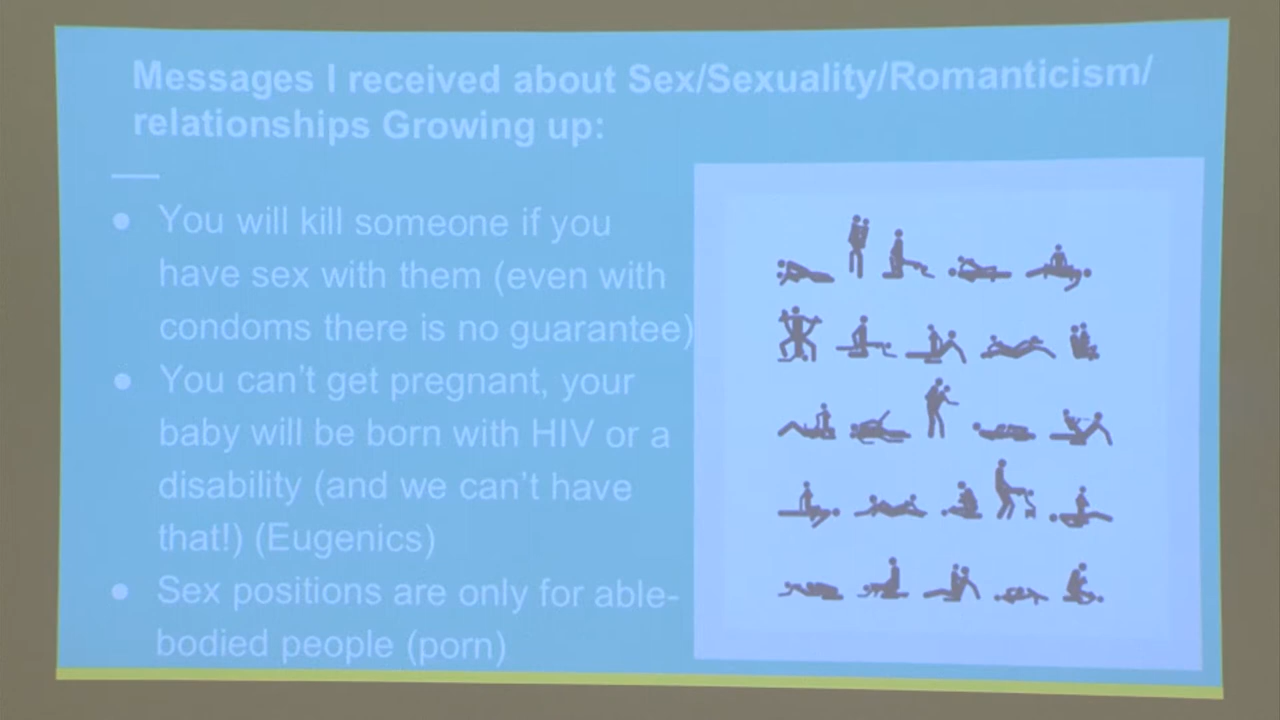 Messages I received about Sex/Sexuality/Romanticism/
relationships Growing up:
● You will kill someone if you
have sex with them (even with
condoms there is no guarantee)
● You can't get pregnant, your
baby will be born with HIV or a
disability (and we can't have
that!) (Eugenics)
● Sex positions are only for able-
bodied people (porn)